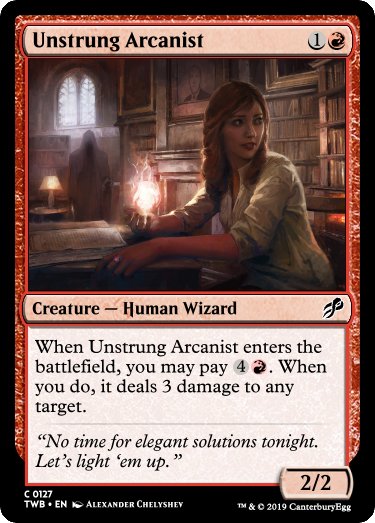 Unstrung Arcanist 1
Creature — Human Wizard
When Unstrung Arcanist enters the
battlefield, you may pay 4 . When
you do, it deals 3 damage to any
target.
“No time for elegant solutions tonight.
Let’s light ‘em up.”
2/2
C 0127
TWB • EN Alexander Chelyshev
™ & © 2019 CanterburyEgg